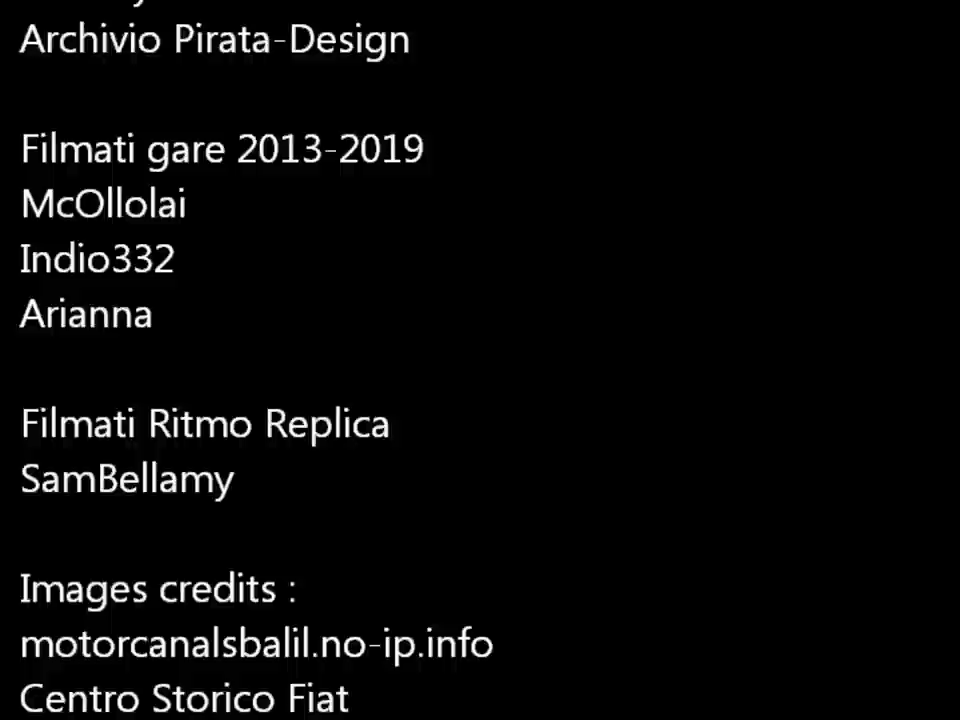 Archivio Pirata-Design
Filmati gare 2013-2019
McOllolai
Indio332
Arianna
Filmati Ritmo Replica
SamBellamy
Images credits :
motorcanalsbalil.no-ip.info
Centro Storico Fiat